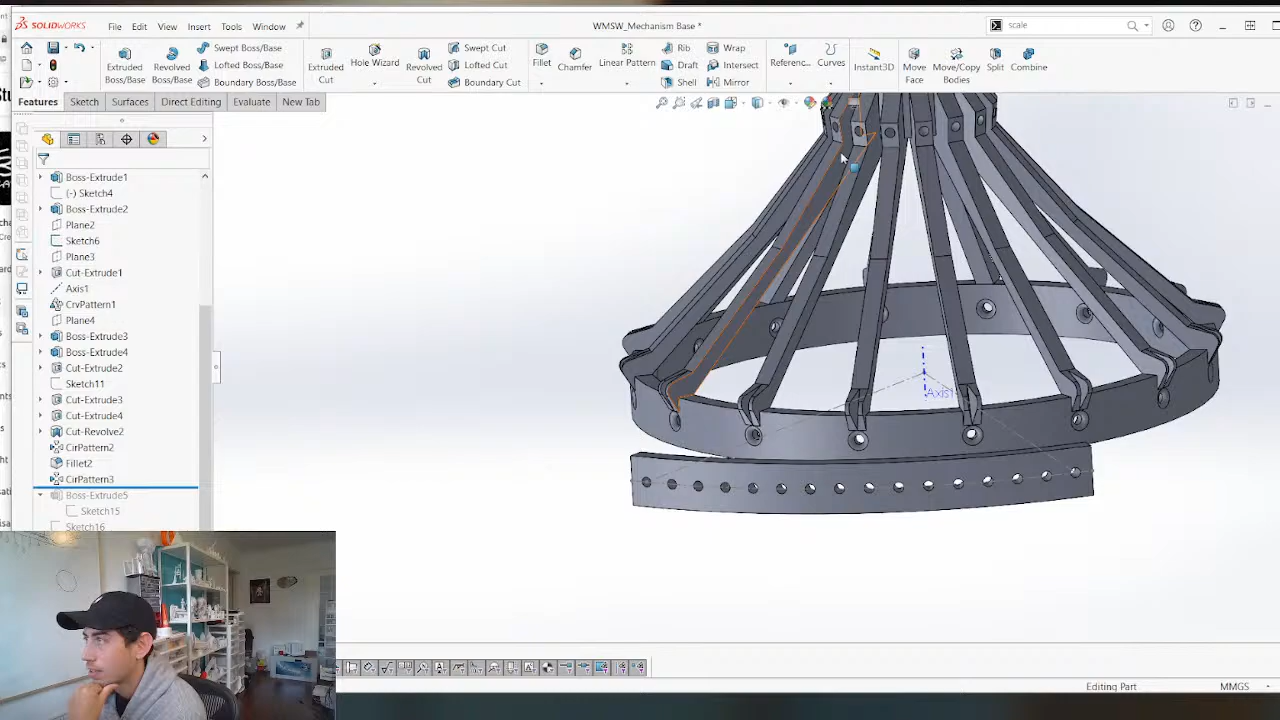 SOLIDWORKS
File Edit View Insert Tools Window
WMSW_Mechanism Base *
scale
Extruded Boss/Base
Revolved Boss/Base
Swept Boss/Base
Lofted Boss/Base
Boundary Boss/Base
Extruded Cut
Hole Wizard
Revolved Cut
Swept Cut
Lofted Cut
Boundary Cut
Fillet
Chamfer
Linear Pattern
Rib
Draft
Shell
Wrap
Intersect
Mirror
Referenc...
Curves
Instant3D
Move Face
Move/Copy Bodies
Split
Combine
Features Sketch Surfaces Direct Editing Evaluate New Tab
Boss-Extrude1
(-) Sketch4
Boss-Extrude2
Plane2
Sketch6
Plane3
Cut-Extrude1
Axis1
CrvPattern1
Plane4
Boss-Extrude3
Boss-Extrude4
Cut-Extrude2
Sketch11
Cut-Extrude3
Cut-Extrude4
Cut-Revolve2
CirPattern2
Fillet2
CirPattern3
Boss-Extrude5
Sketch15
Sketch16
Axis1
Editing Part
MMGS